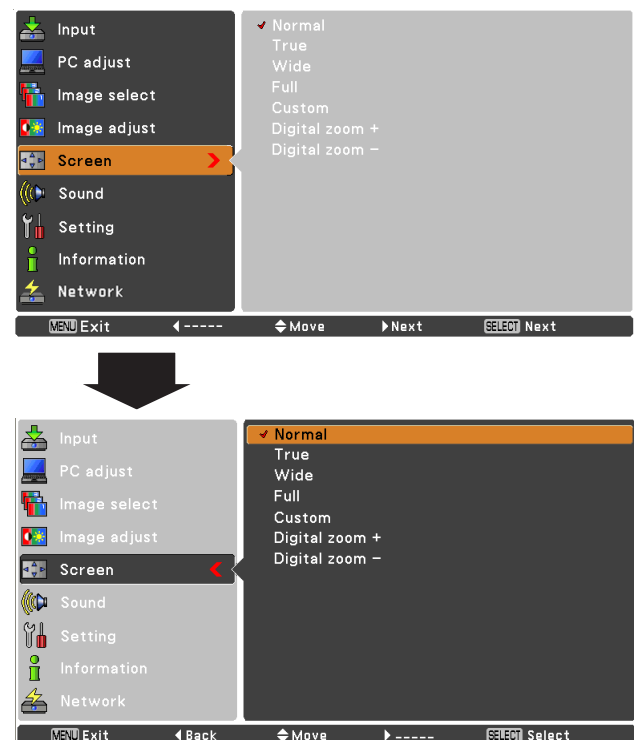 Input
PC adjust
Image select
Image adjust
Screen
Sound
Setting
Information
Network
Normal
True
Wide
Full
Custom
Digital zoom +
Digital zoom –
MENU Exit ----- Move Next SELECT Next
Input
PC adjust
Image select
Image adjust
Screen
Sound
Setting
Information
Network
Normal
True
Wide
Full
Custom
Digital zoom +
Digital zoom –
MENU Exit Back Move ----- SELECT Select